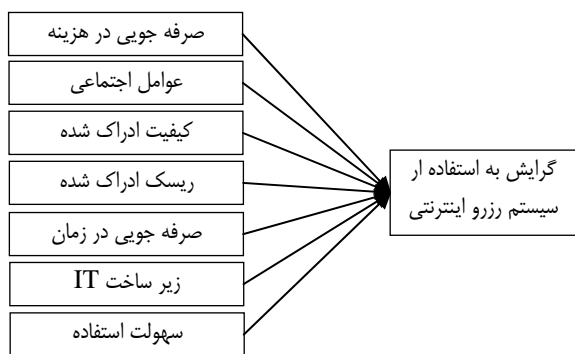 صرفه جویی در هزینه
عوامل اجتماعی
کیفیت ادراک شده
ریسک ادراک شده
صرفه جویی در زمان
زیر ساخت IT
سهولت استفاده
گرایش به استفاده ار
سیستم رزرو اینترنتی